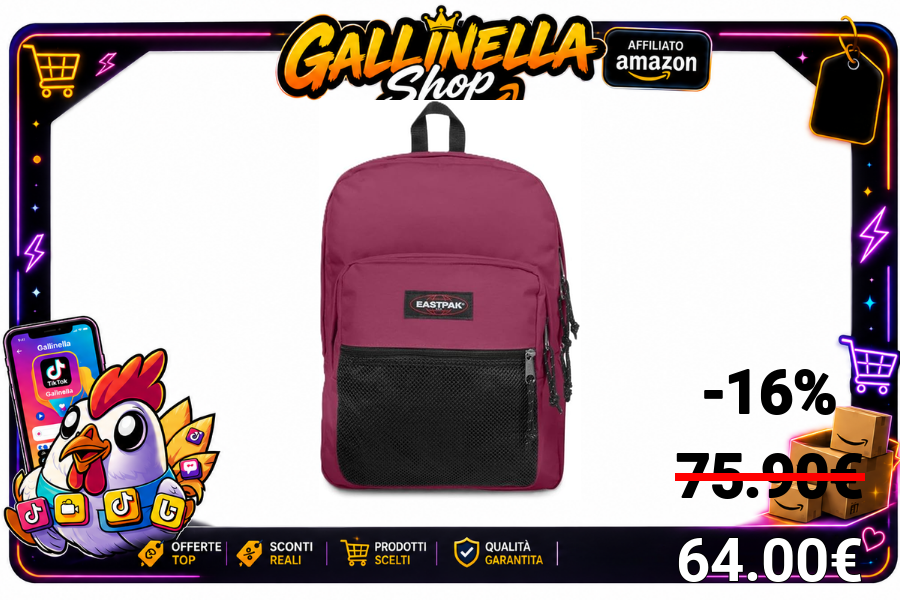 GALLINELLA
Shop
AFFILIATO
amazon
EASTPAK
Gallinella
TikTok
Gallinella
-16%
75.90€
64.00€
OFFERTE
TOP
SCONTI
REALI
PRODOTTI
SCELTI
QUALITÀ
GARANTITA